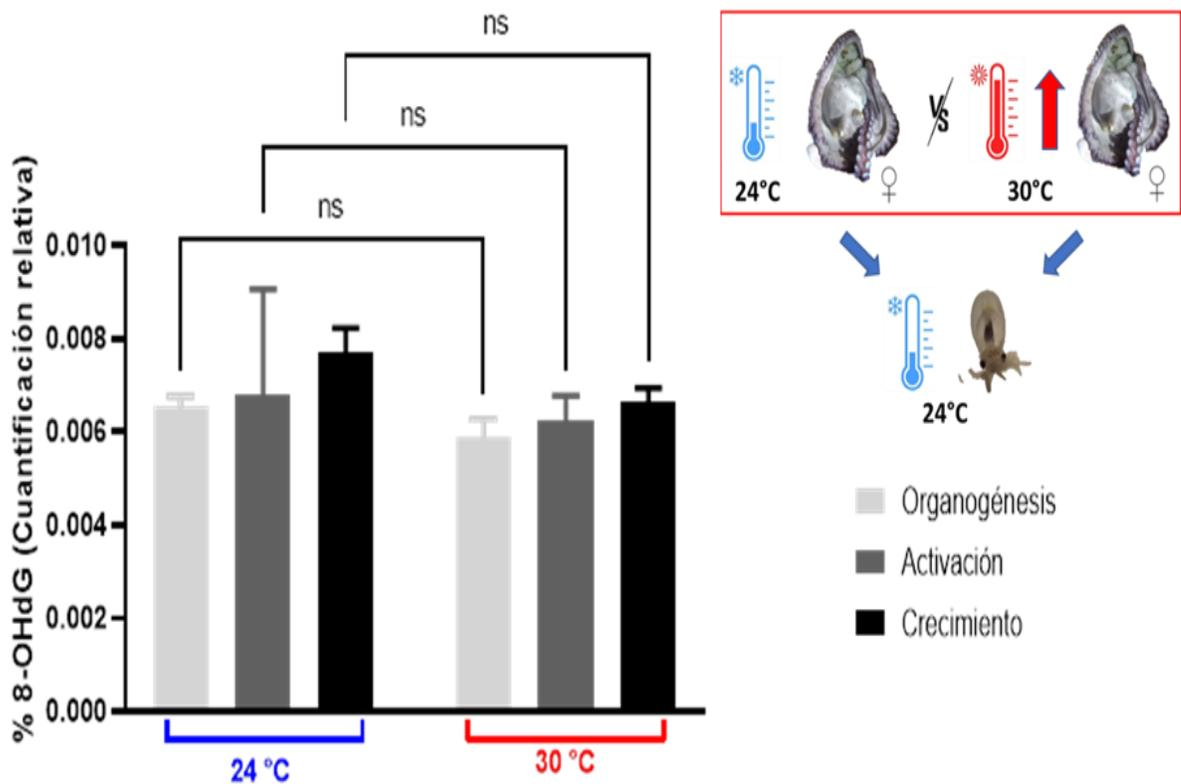 ns
ns
ns
% 8-OHdG (Cuantificación relativa)
0.010
0.008
0.006
0.004
0.002
0.000
24 °C
30 °C
24°C
V/S
30°C
24°C
Organogénesis
Activación
Crecimiento